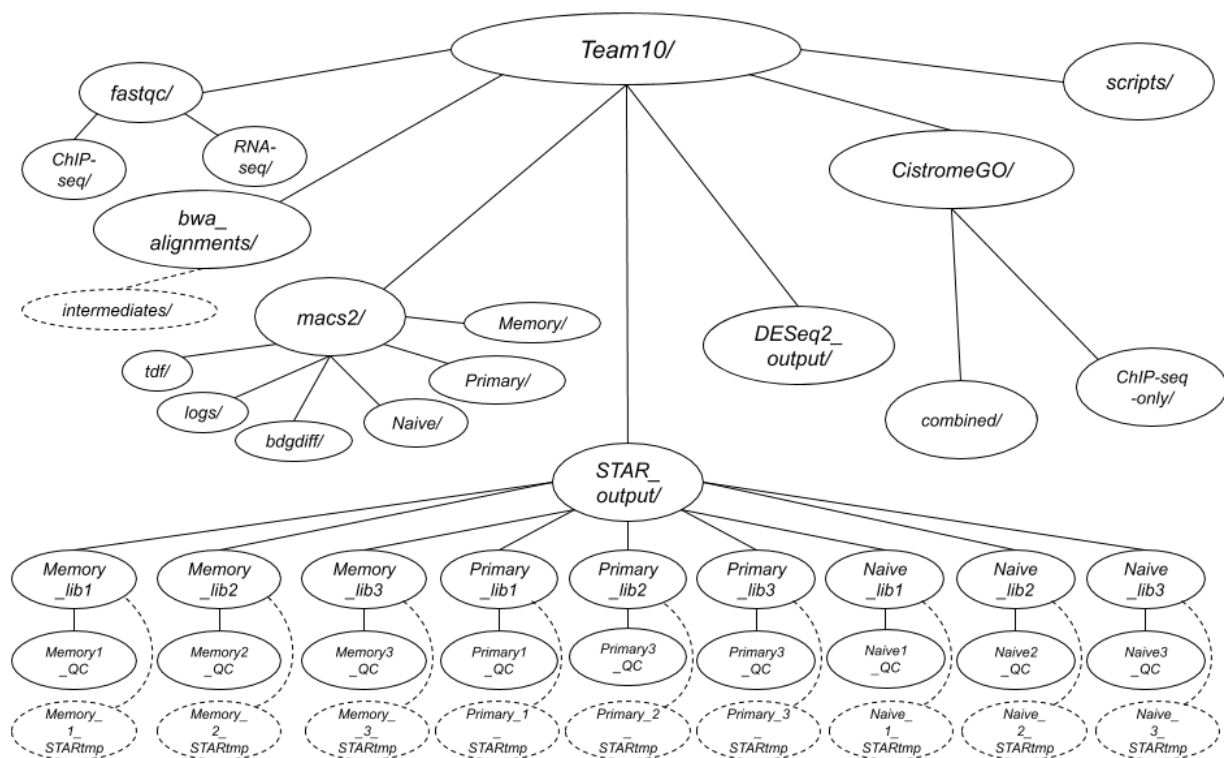 Team10/
fastqc/
scripts/
ChIP-
seq/
RNA-
seq/
CistromeGO/
bwa_
alignments/
intermediates/
macs2/
Memory/
DESeq2_
output/
tdf/
Primary/
logs/
Naive/
bdgdiff/
combined/
ChIP-seq
-only/
STAR_
output/
Memory
_lib1
Memory
_lib2
Memory
_lib3
Primary
_lib1
Primary
_lib2
Primary
_lib3
Naive
_lib1
Naive
_lib2
Naive
_lib3
Memory1
_QC
Memory2
_QC
Memory3
_QC
Primary1
_QC
Primary3
_QC
Primary3
_QC
Naive1
_QC
Naive2
_QC
Naive3
_QC
Memory_
1_
STARtmp
Memory_
2_
STARtmp
Memory_
_3_
STARtmp
Primary_1
_
STARtmp
Primary_2
_
STARtmp
Primary_3
_
STARtmp
Naive_
_1_
STARtmp
Naive_
_2_
STARtmp
Naive_
_3_
STARtmp